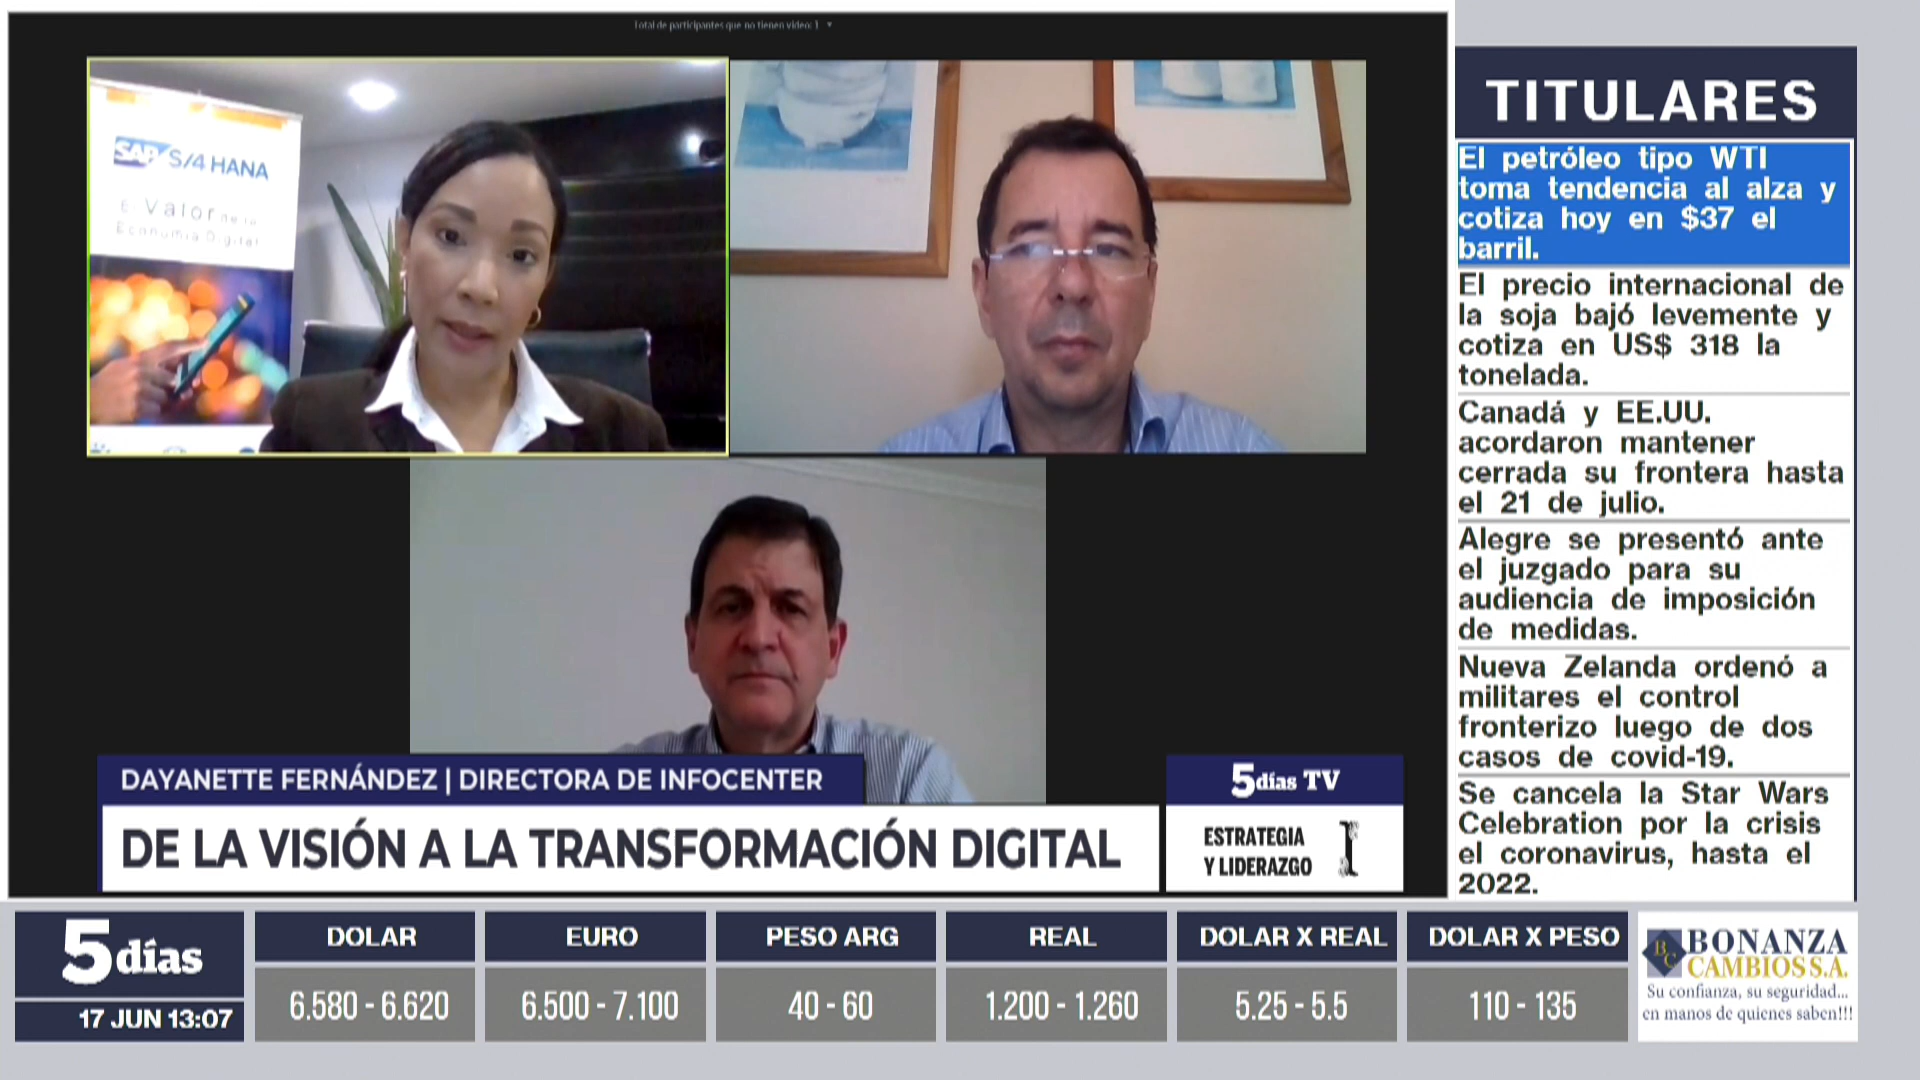 Total de participantes que no tienen video: 1
SAP S/4 HANA
El Valor de la
Economía Digital
DAYANETTE FERNÁNDEZ | DIRECTORA DE INFOCENTER
DE LA VISIÓN A LA TRANSFORMACIÓN DIGITAL
5días TV
ESTRATEGIA
Y LIDERAZGO
TITULARES
El petróleo tipo WTI
toma tendencia al alza y
cotiza hoy en $37 el
barril.
El precio internacional de
la soja bajó levemente y
cotiza en US$ 318 la
tonelada.
Canadá y EE.UU.
acordaron mantener
cerrada su frontera hasta
el 21 de julio.
Alegre se presentó ante
el juzgado para su
audiencia de imposición
de medidas.
Nueva Zelanda ordenó a
militares el control
fronterizo luego de dos
casos de covid-19.
Se cancela la Star Wars
Celebration por la crisis
el coronavirus, hasta el
2022.
5días
17 JUN 13:07
DOLAR
6.580 - 6.620
EURO
6.500 - 7.100
PESO ARG
40 - 60
REAL
1.200 - 1.260
DOLAR X REAL
5.25 - 5.5
DOLAR X PESO
110 - 135
BC
BONANZA
CAMBIOS S.A.
Su confianza, su seguridad...
en manos de quienes saben!!!